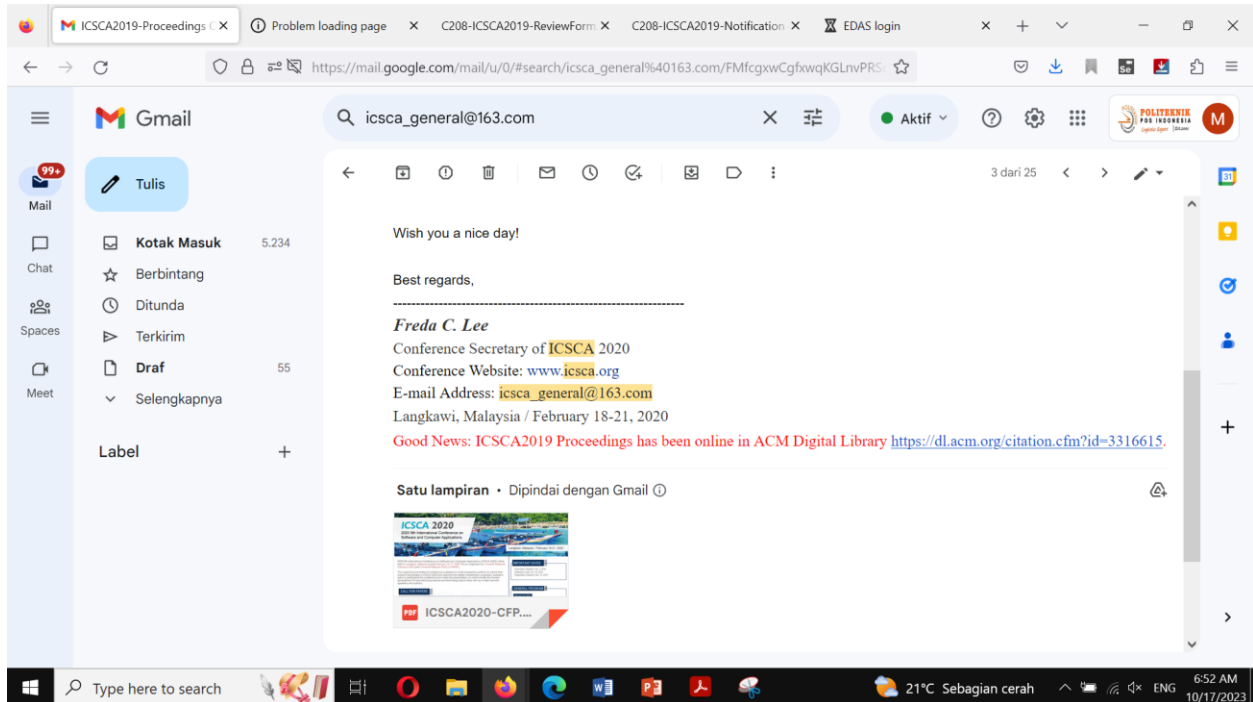 ICSCA2019-Proceedings C
Problem loading page
C208-ICSCA2019-ReviewForm.
C208-ICSCA2019-Notification
EDAS login
https://mail.google.com/mail/u/0/#search/icsca_general%40163.com/FMfcgxwCgfxwqKGLnvPRS
Gmail
icsca_general@163.com
Aktif
POLITEKNIK
POS INDONESIA
M
99+
Mail
Chat
Spaces
Meet
Tulis
Kotak Masuk 5.234
Berbintang
Ditunda
Terkirim
Draf 55
Selengkapnya
Label
3 dari 25
31
Wish you a nice day!
Best regards,
----------------------------------------------------------------
Freda C. Lee
Conference Secretary of ICSCA 2020
Conference Website: www.icsca.org
E-mail Address: icsca_general@163.com
Langkawi, Malaysia / February 18-21, 2020
Good News: ICSCA2019 Proceedings has been online in ACM Digital Library https://dl.acm.org/citation.cfm?id=3316615.
Satu lampiran • Dipindai dengan Gmail
ICSCA 2020
PDF ICSCA2020-CFP....
Type here to search
21°C Sebagian cerah
ENG
6:52 AM
10/17/2023